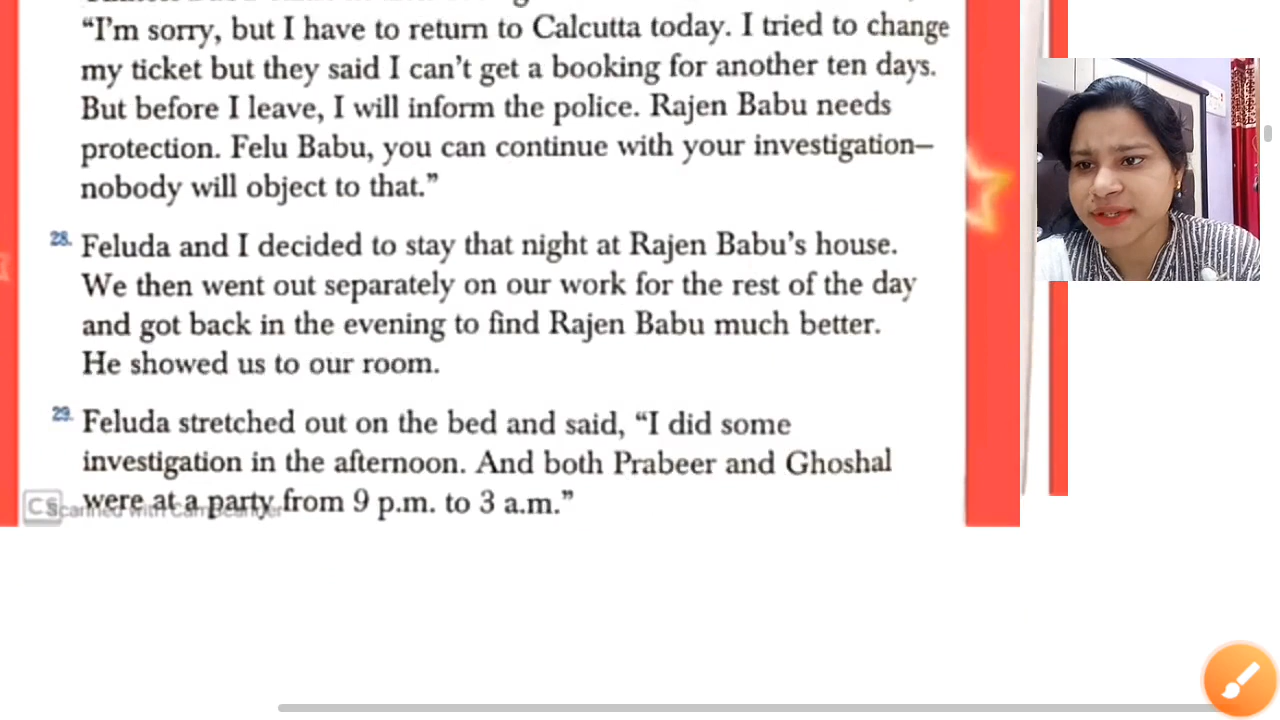 “I’m sorry, but I have to return to Calcutta today. I tried to change
my ticket but they said I can’t get a booking for another ten days.
But before I leave, I will inform the police. Rajen Babu needs
protection. Felu Babu, you can continue with your investigation—
nobody will object to that.”
28. Feluda and I decided to stay that night at Rajen Babu’s house.
We then went out separately on our work for the rest of the day
and got back in the evening to find Rajen Babu much better.
He showed us to our room.
29. Feluda stretched out on the bed and said, “I did some
investigation in the afternoon. And both Prabeer and Ghoshal
were at a party from 9 p.m. to 3 a.m.”
CS Scanned with CamScanner